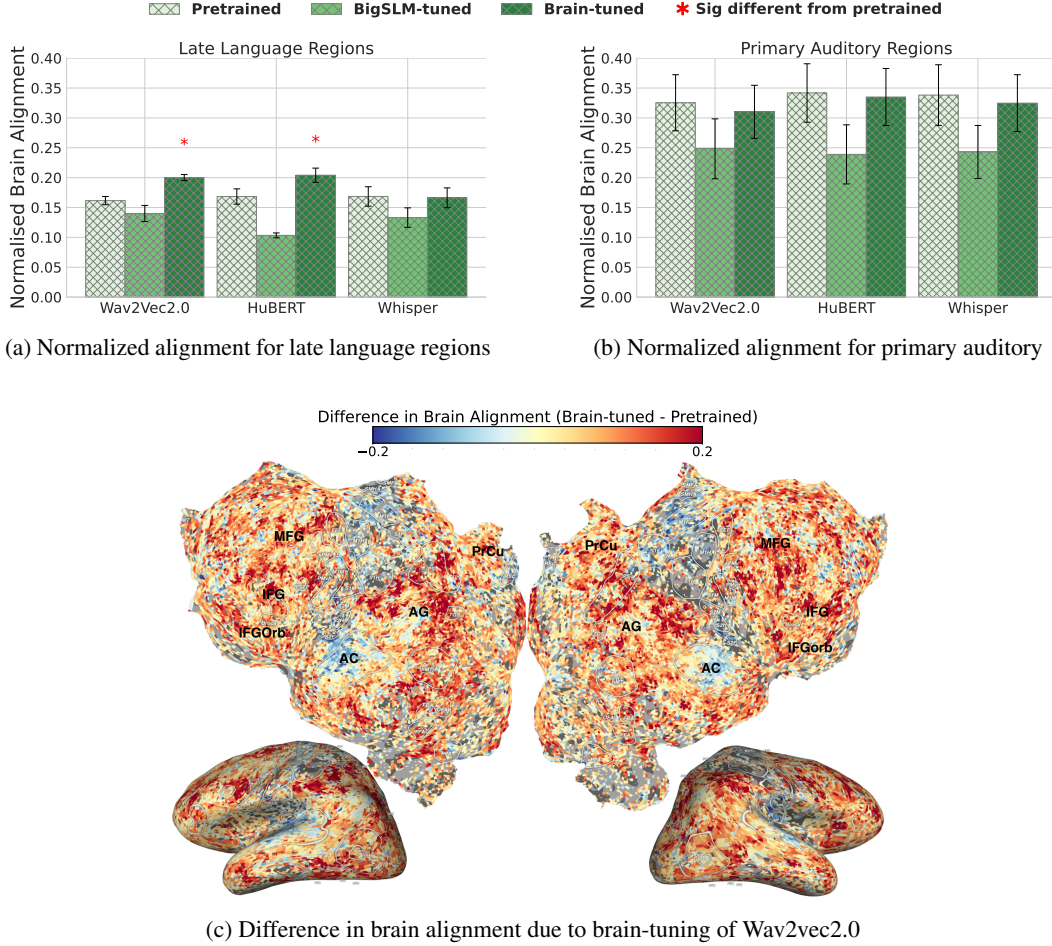 Pretrained BigSLM-tuned Brain-tuned * Sig different from pretrained
Late Language Regions
Normalised Brain Alignment
0.40
0.35
0.30
0.25
0.20
0.15
0.10
0.05
0.00
*
*
Wav2Vec2.0 HuBERT Whisper
(a) Normalized alignment for late language regions
Primary Auditory Regions
Normalised Brain Alignment
0.40
0.35
0.30
0.25
0.20
0.15
0.10
0.05
0.00
Wav2Vec2.0 HuBERT Whisper
(b) Normalized alignment for primary auditory
Difference in Brain Alignment (Brain-tuned - Pretrained)
−0.2 0.2
MFG
PrCu
IFG
AG
IFGOrb
AC
PrCu
MFG
IFG
AG
IFGorb
AC
(c) Difference in brain alignment due to brain-tuning of Wav2vec2.0